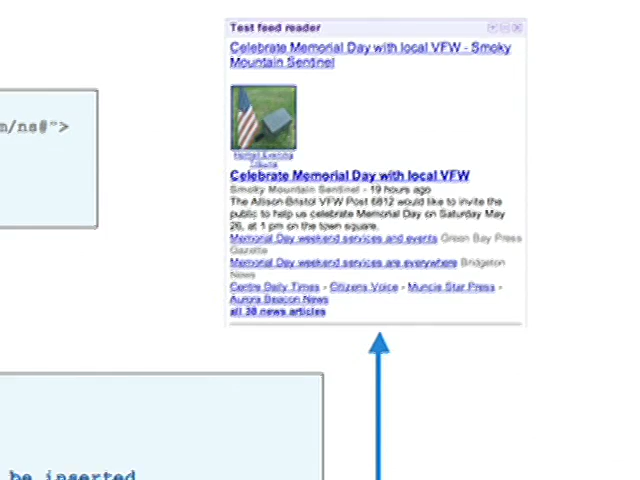 Test feed reader
Celebrate Memorial Day with local VFW - Smoky
Mountain Sentinel
m/ns#">
Tribune
Celebrate Memorial Day with local VFW
Smoky Mountain Sentinel - 19 hours ago
The Allison-Bristol VFW Post 6812 would like to invite the
public to help us celebrate Memorial Day on Saturday May
26, at 1 pm on the town square.
Memorial Day weekend services and events Green Bay Press
Gazette
Memorial Day weekend services are everywhere Bridgeton
News
Centre Daily Times - Citizens Voice - Muncie Star Press -
Aurora Beacon News
all 38 news articles
be inserted